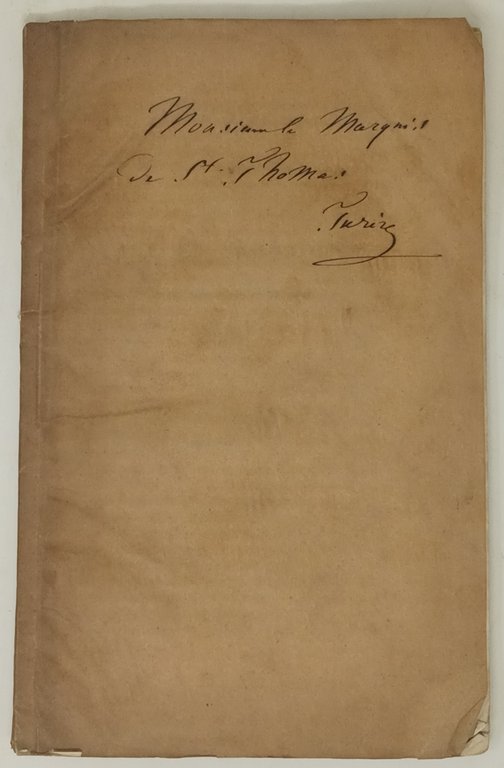 Monsieur le Marquis
De St. Thomas
Turin